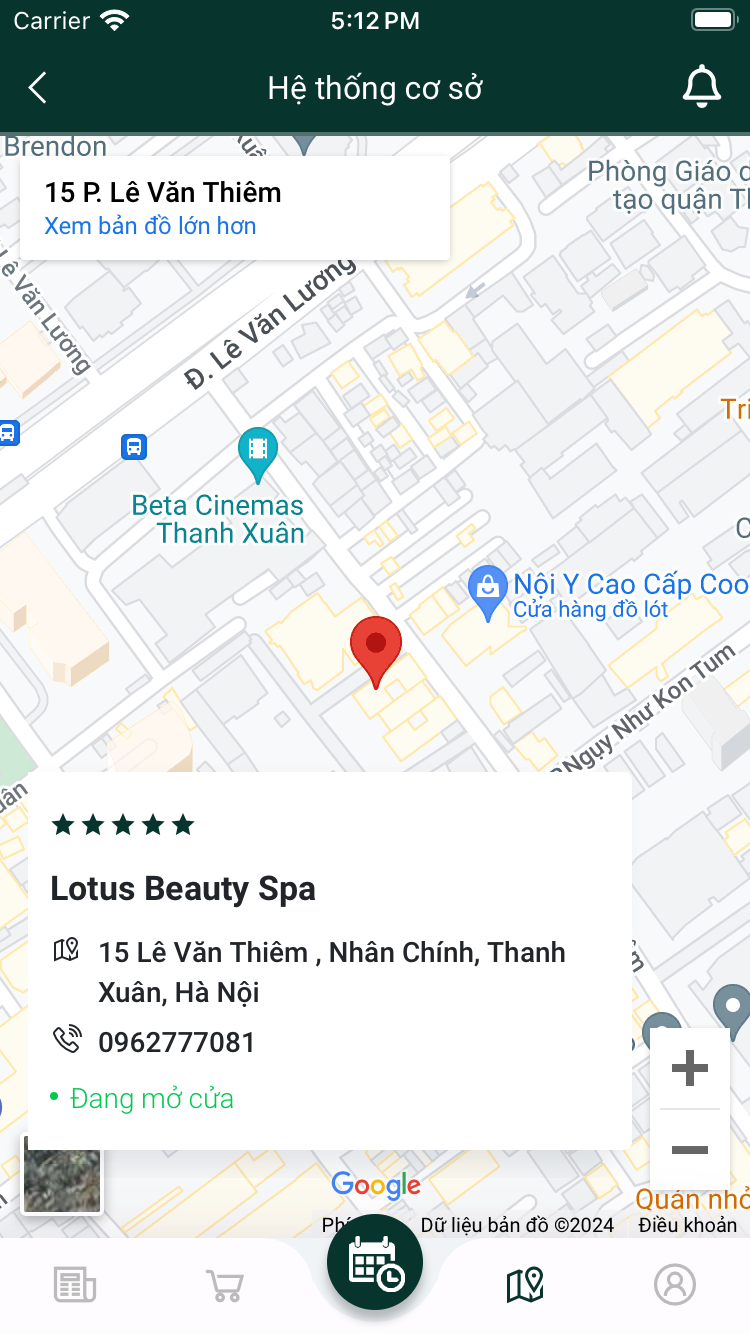 Carrier
5:12 PM
Hệ thống cơ sở
Brendon
15 P. Lê Văn Thiêm
Xem bản đồ lớn hơn
Phòng Giáo
tạo quận
Lê Văn Lương
Đ. Lê Văn Lương
Beta Cinemas
Thanh Xuân
Nội Y Cao Cấp Coo
Cửa hàng đồ lót
Ngụy Như Kon Tum
Lotus Beauty Spa
15 Lê Văn Thiêm , Nhân Chính, Thanh
Xuân, Hà Nội
0962777081
Đang mở cửa
Google
Quán nhỏ
Dữ liệu bản đồ ©2024
Điều khoản